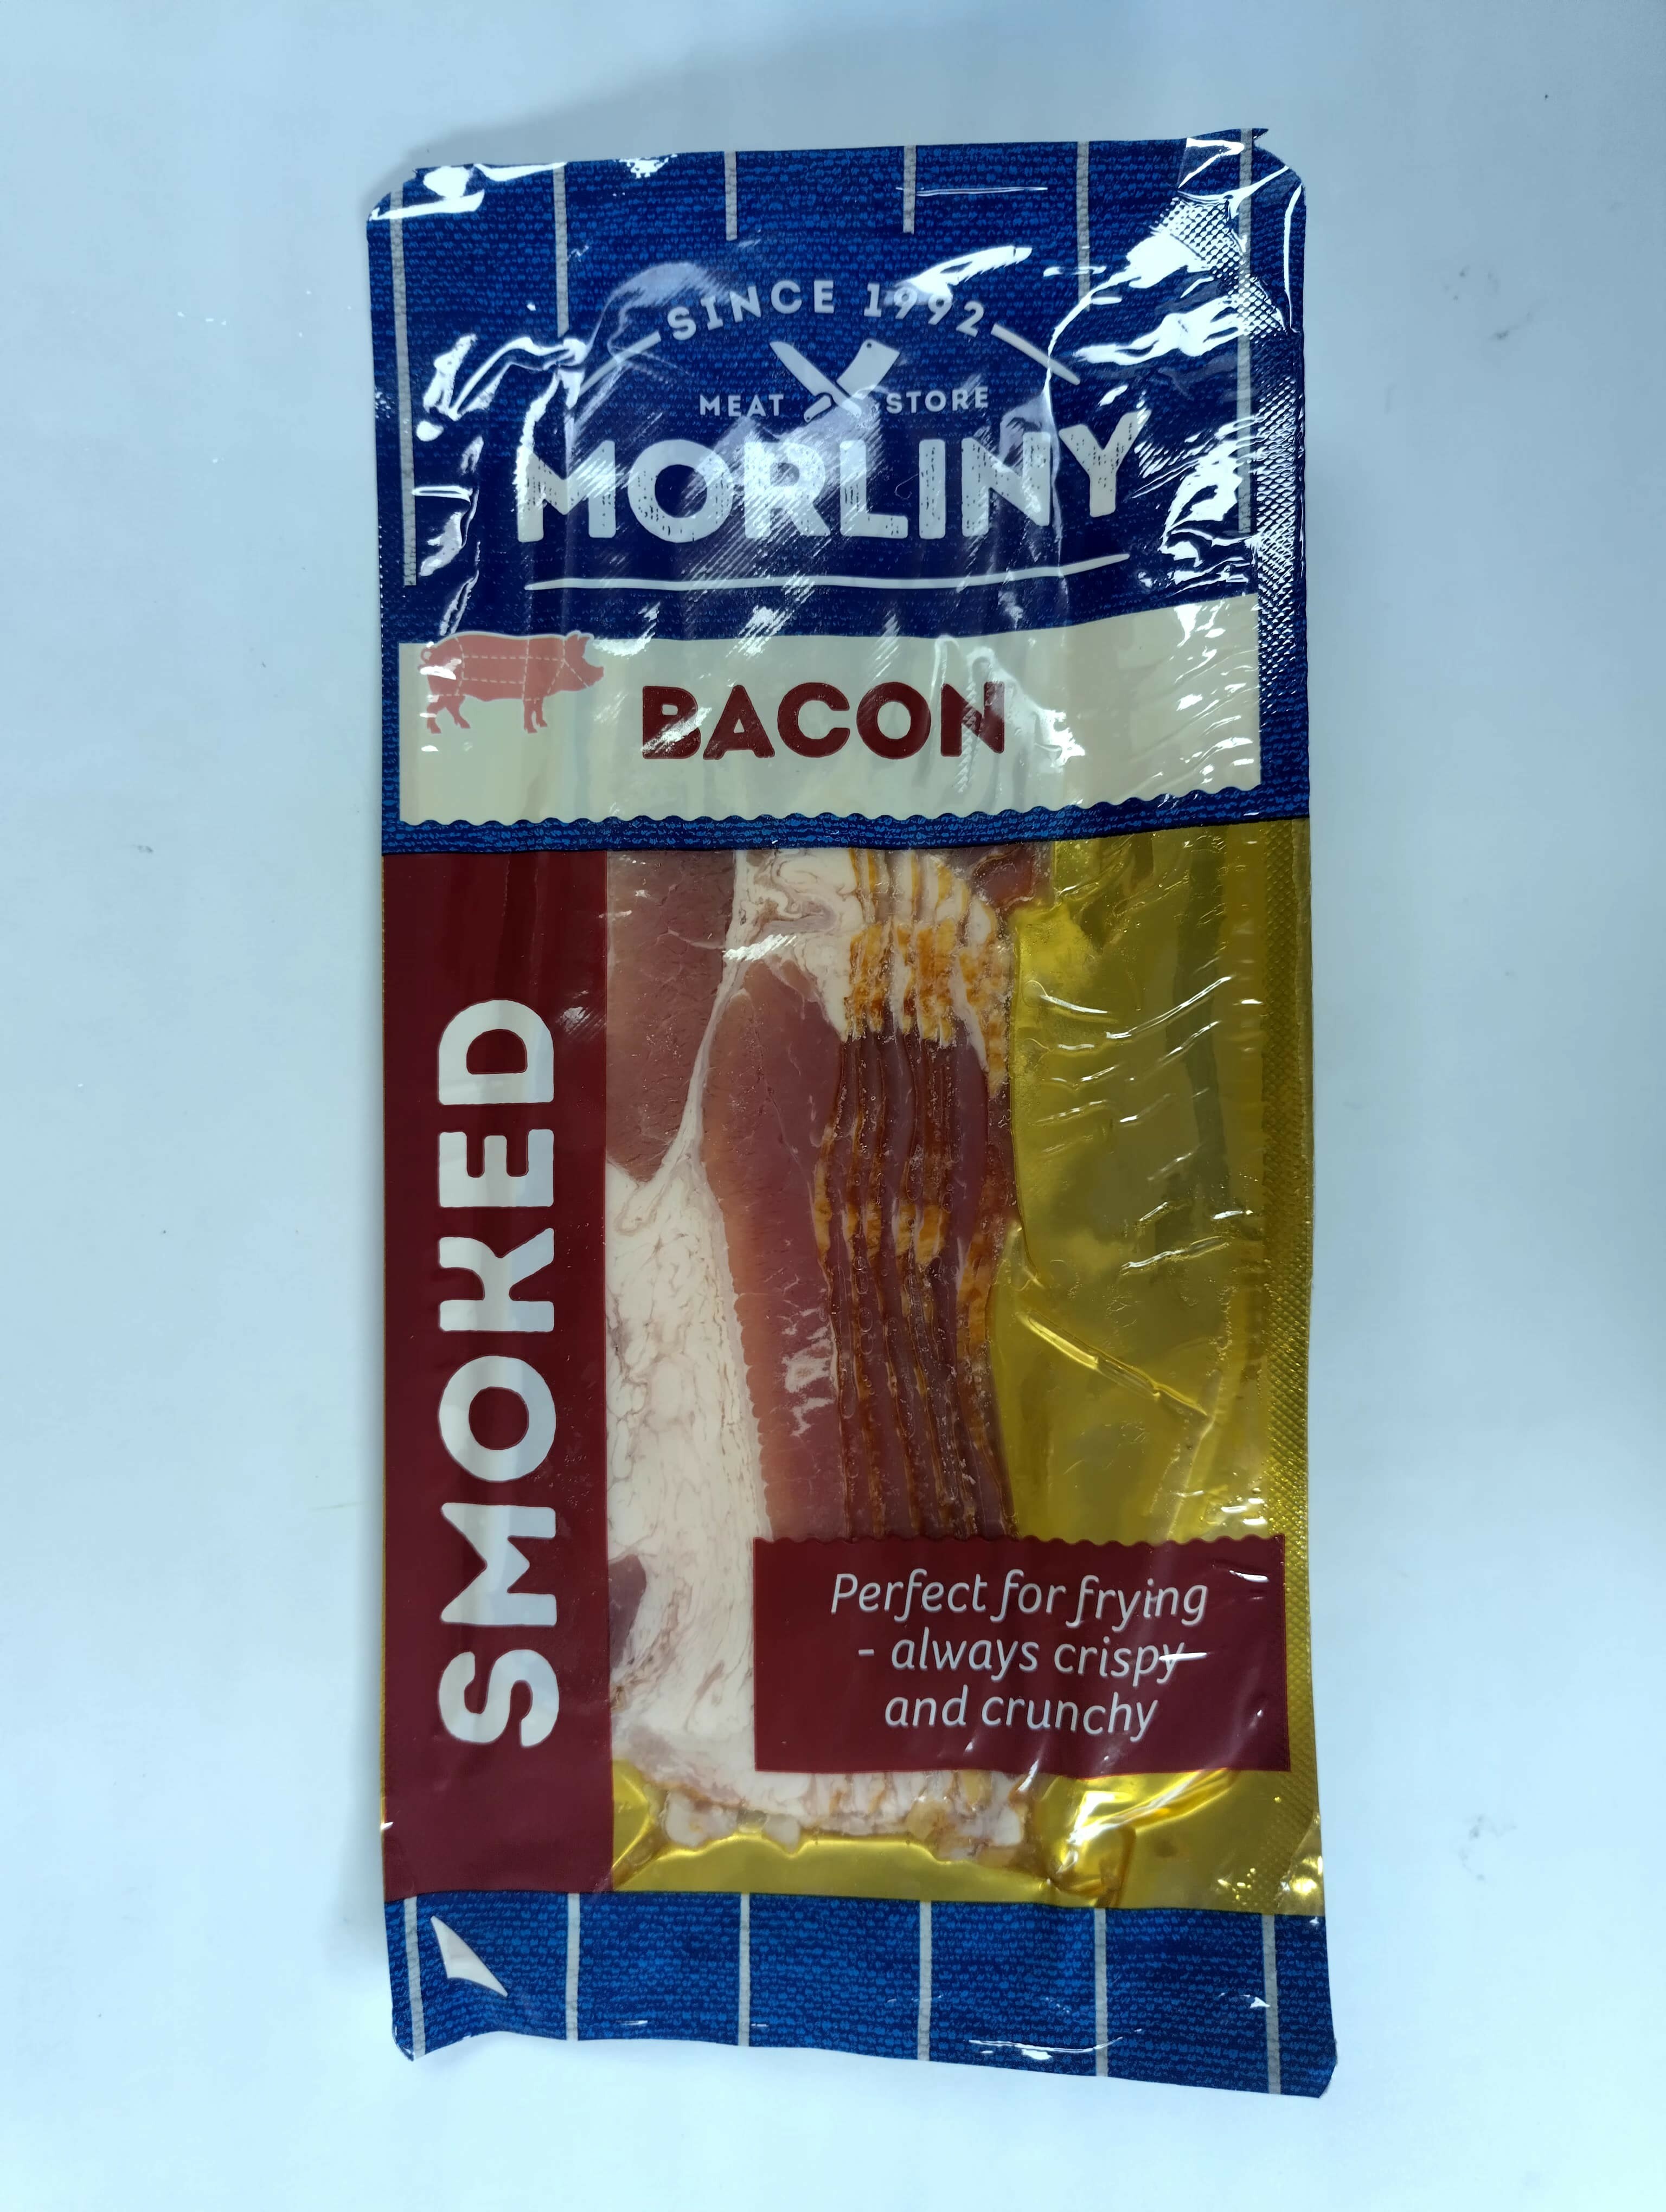 SINCE 1992
MEAT STORE
MORLINY
BACON
SMOKED
Perfect for frying
- always crispy
and crunchy